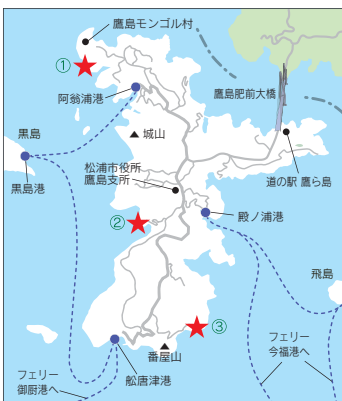 鷹島モンゴル村
①
阿翁浦港
鷹島肥前大橋
黒島
城山
松浦市役所
鷹島支所
黒島港
道の駅 鷹ら島
②
殿ノ浦港
飛島
③
フェリー
今福港へ
番屋山
フェリー
御厨港へ
舩唐津港